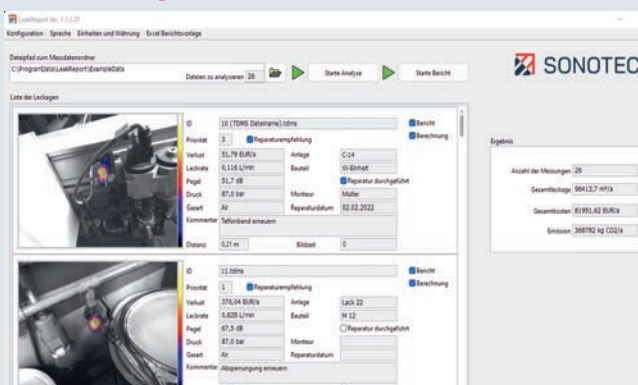 LeakReport Ver. 1.3.0.20
Konfiguration Sprache Einheiten und Währung Excel Berichtsvorlage
Dateipfad zum Messdatenordner
C:\ProgramData\LeakReport\ExampleData
Dateien zu analysieren 26
Starte Analyse
Starte Bericht
SONOTEC
Liste der Leckagen
ID 16 (TDMS Dateiname).tdms Bericht
Priorität 3 Reparaturempfehlung Berechnung
Verlust 51,79 EUR/a Anlage C-14
Leckrate 0,116 L/min Bauteil W-Einheit
Pegel 51,7 dB Reparatur durchgeführt
Druck 87,0 bar Monteur Müller
Gasart Air Reparaturdatum 02.02.2022
Kommentar Teflonband erneuern
Distanz 0,21 m Bildzeit 0
ID 11.tdms Bericht
Priorität 1 Reparaturempfehlung Berechnung
Verlust 370,04 EUR/a Anlage Lack 22
Leckrate 0,828 L/min Bauteil M 12
Pegel 67,5 dB Reparatur durchgeführt
Druck 87,0 bar Monteur
Gasart Air Reparaturdatum
Kommentar Absperrungung erneuern
Ergebnis
Anzahl der Messungen 26
Gesamtleckage 96413,7 m³/a
Gesamtkosten 81951,62 EUR/a
Emission 368782 kg CO2/a